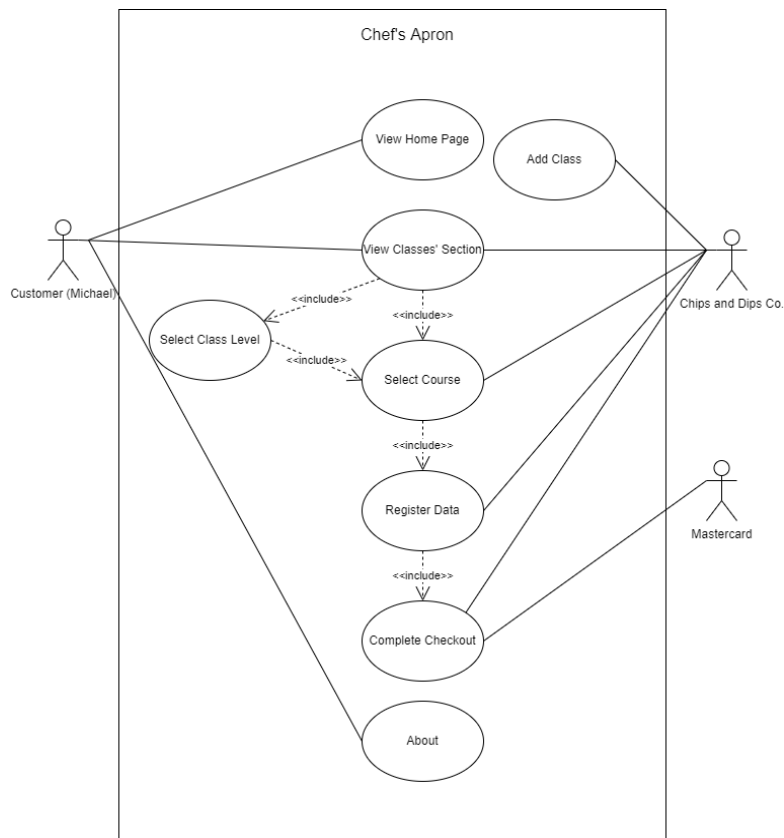 Chef's Apron
View Home Page
Add Class
View Classes' Section
Customer (Michael)
Chips and Dips Co.
<<include>>
<<include>>
Select Class Level
<<include>>
Select Course
<<include>>
Register Data
Mastercard
<<include>>
Complete Checkout
About